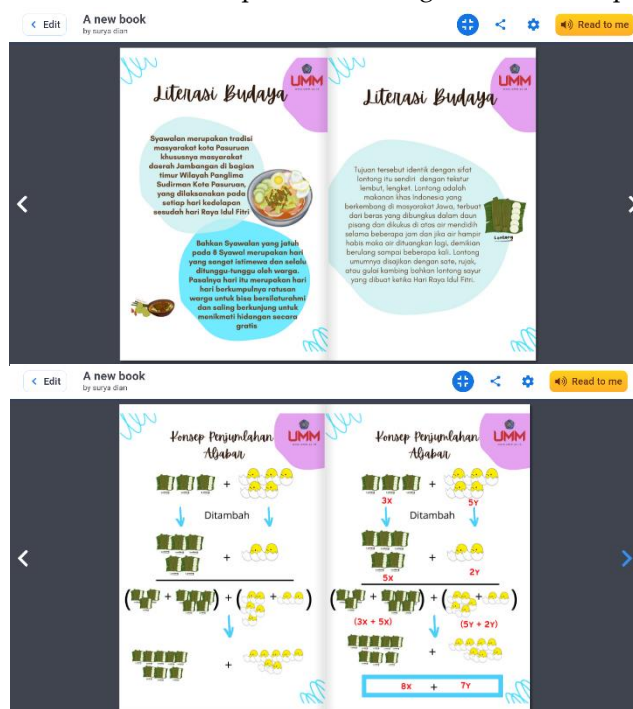 Edit
A new book
by surya dian
Read to me
Literasi Budaya
UMM
Syawalan merupakan tradisi
masyarakat kota Pasuruan
khususnya masyarakat
daerah Jambangan di bagian
timur Wilayah Panglima
Sudirman Kota Pasuruan,
yang dilaksanakan pada
setiap hari kedelapan
sesudah hari Raya Idul Fitri
Bahkan Syawalan yang jatuh
pada 8 Syawal merupakan hari
yang sangat istimewa dan selalu
ditunggu-tunggu oleh warga.
Pasalnya hari itu merupakan hari
hari berkumpulnya ratusan
warga untuk bisa bersilaturahmi
dan saling berkunjung untuk
menikmati hidangan secara
gratis
Literasi Budaya
UMM
Tujuan tersebut identik dengan sifat
lontong itu sendiri dengan tekstur
lembut, lengket. Lontong adalah
makanan khas Indonesia yang
berkembang di masyarakat Jawa, terbuat
dari beras yang dibungkus dalam daun
pisang dan dikukus di atas air mendidih
selama beberapa jam dan jika air hampir
habis maka air dituangkan lagi, demikian
berulang sampai beberapa kali. Lontong
umumnya disajikan dengan sate, rujak,
atau gulai kambing bahkan lontong sayur
yang dibuat ketika Hari Raya Idul Fitri.
Lontong
Edit
A new book
by surya dian
Read to me
Konsep Penjumlahan
Aljabar
UMM
+
Ditambah
+
( + ) + ( + )
+
Konsep Penjumlahan
Aljabar
UMM
+
3X 5Y
Ditambah
+
5X 2Y
( + ) + ( + )
(3X + 5X) (5Y + 2Y)
+
8X + 7Y